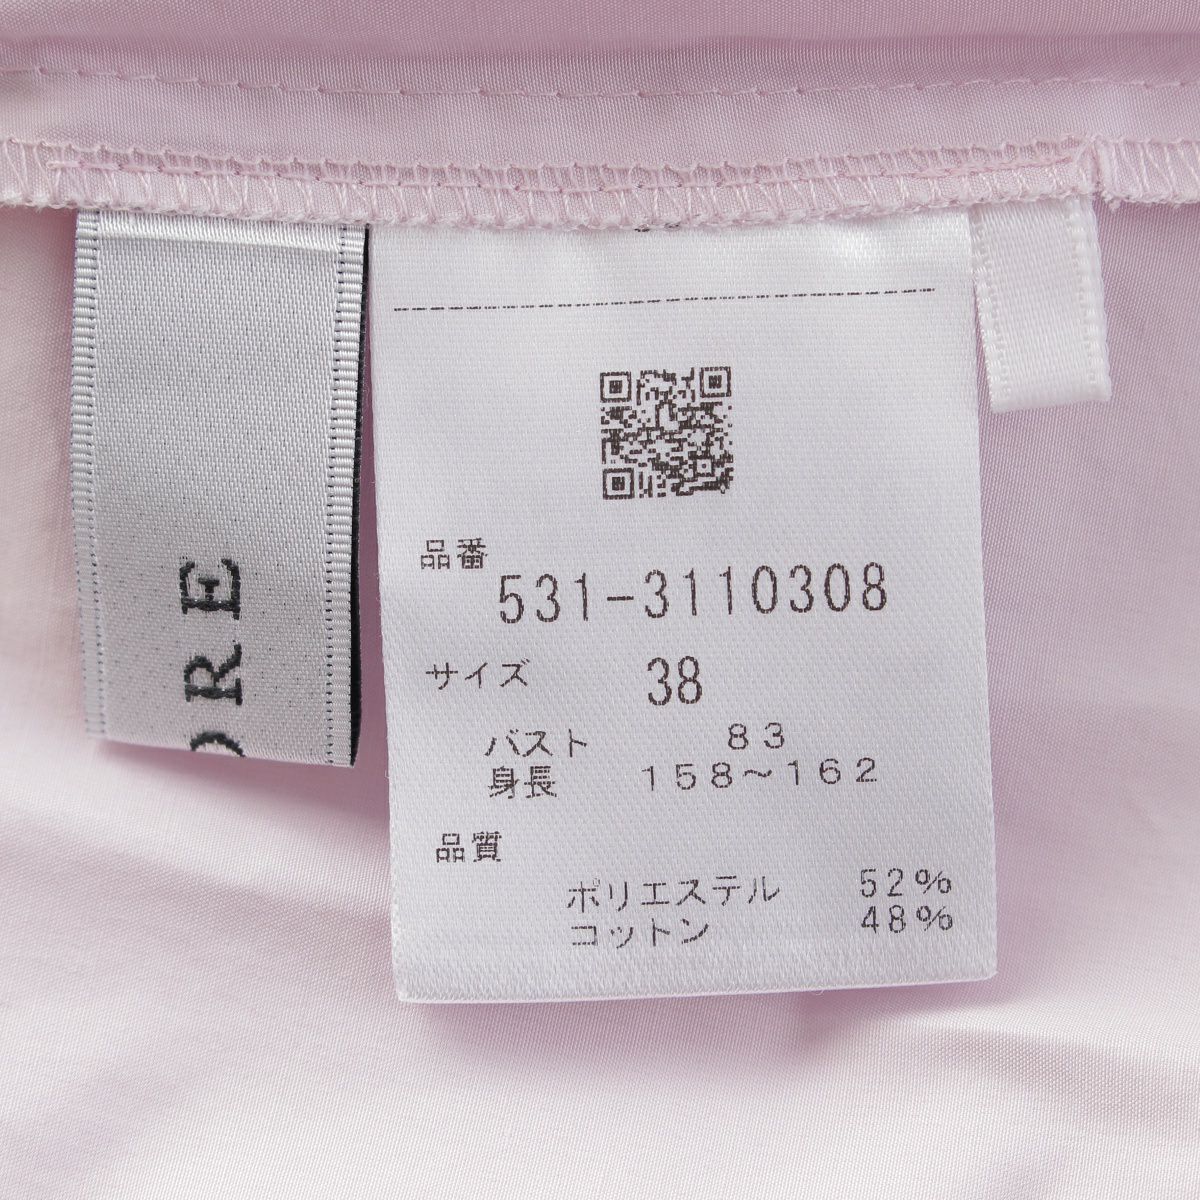 ORE
品番
531-3110308
サイズ 38
バスト 83
身長 158~162
品質
ポリエステル 52%
コットン 48%